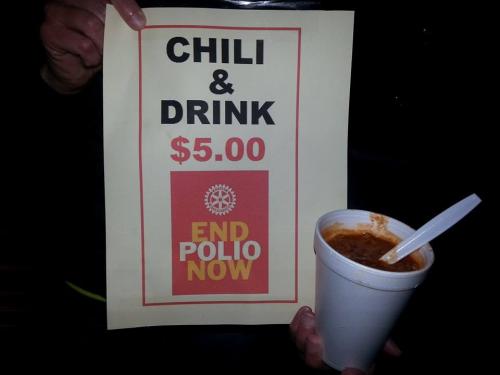 CHILI
&
DRINK
$5.00
END
POLIO
NOW